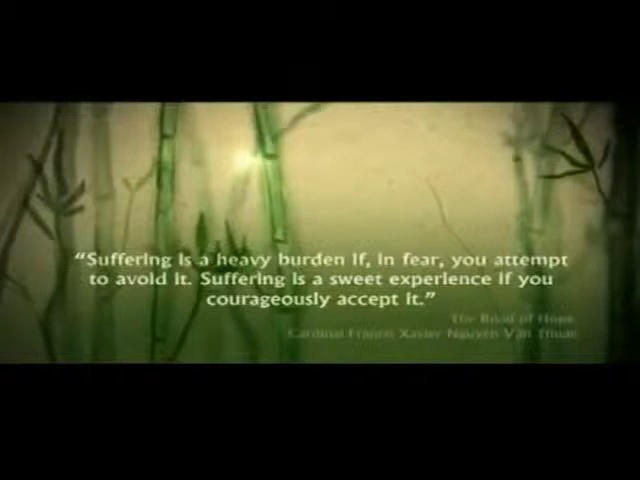 “Suffering is a heavy burden if, in fear, you attempt
to avoid it. Suffering is a sweet experience if you
courageously accept it.”
The Road of Hope
Cardinal Francis Xavier Nguyen Van Thuan